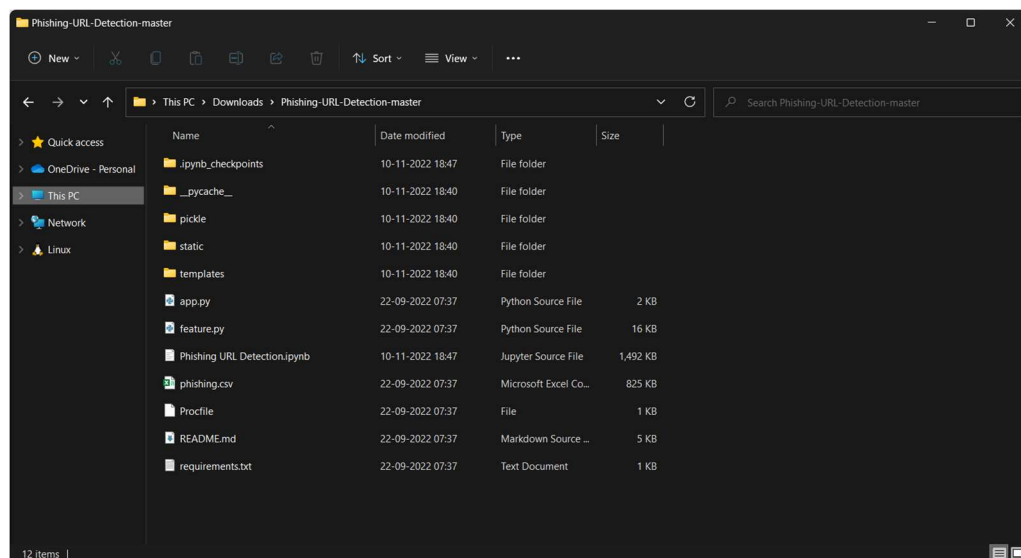 Phishing-URL-Detection-master
New Sort View
This PC Downloads Phishing-URL-Detection-master Search Phishing-URL-Detection-master
Quick access
OneDrive - Personal
This PC
Network
Linux
Name Date modified Type Size
.ipynb_checkpoints 10-11-2022 18:47 File folder
__pycache__ 10-11-2022 18:40 File folder
pickle 10-11-2022 18:40 File folder
static 10-11-2022 18:40 File folder
templates 10-11-2022 18:40 File folder
app.py 22-09-2022 07:37 Python Source File 2 KB
feature.py 22-09-2022 07:37 Python Source File 16 KB
Phishing URL Detection.ipynb 10-11-2022 18:47 Jupyter Source File 1,492 KB
phishing.csv 22-09-2022 07:37 Microsoft Excel Co... 825 KB
Procfile 22-09-2022 07:37 File 1 KB
README.md 22-09-2022 07:37 Markdown Source ... 5 KB
requirements.txt 22-09-2022 07:37 Text Document 1 KB
12 items